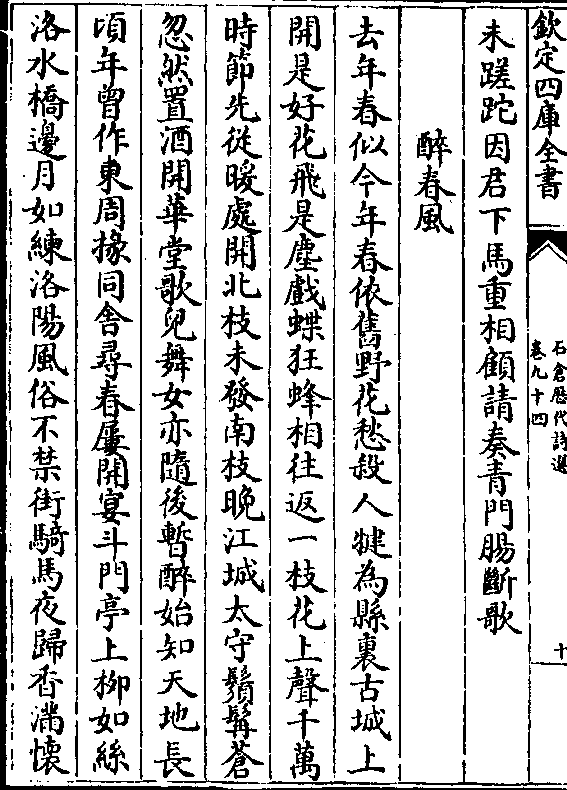 欽定四庫全書
石倉歷代詩選
卷九十四
十
未蹉跎因君下馬重相顧請奏青門腸斷歌
醉春風
去年春似今年春依舊野花愁殺人犍為縣裏古城上
開是好花飛是塵戲蝶狂蜂相往返一枝花上聲千萬
時節先從暖處開北枝未發南枝晚江城太守鬚髯蒼
忽然置酒開華堂歌兒舞女亦隨後暫醉始知天地長
頃年曾作東周掾同舍尋春屢開宴斗門亭上柳如絲
洛水橋邊月如練洛陽風俗不禁街騎馬夜歸香滿懷